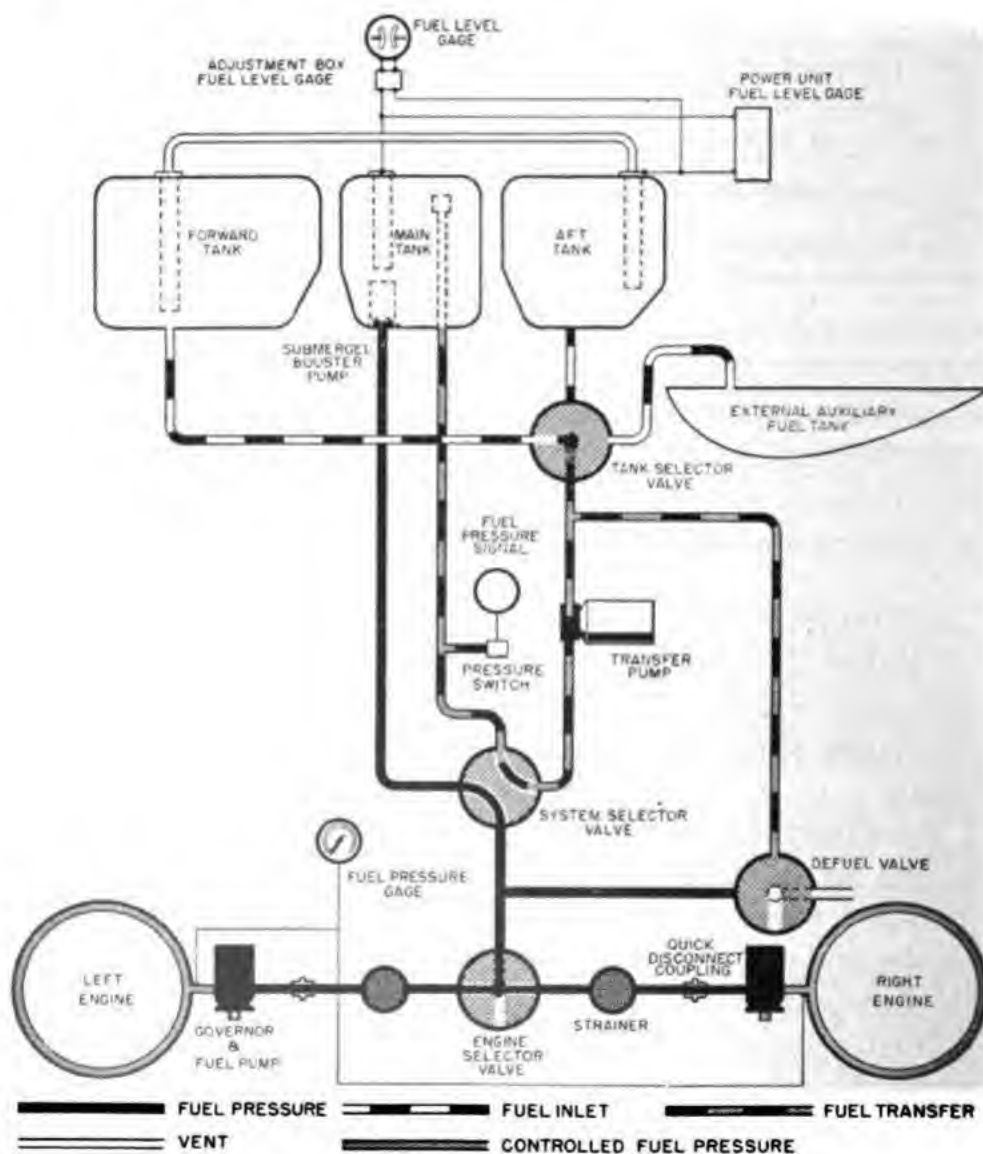 FUEL LEVEL
GAGE
ADJUSTMENT BOX
FUEL LEVEL GAGE
POWER UNIT
FUEL LEVEL GAGE
FORWARD
TANK
MAIN
TANK
AFT
TANK
SUBMERGED
BOOSTER
PUMP
EXTERNAL AUXILIARY
FUEL TANK
TANK SELECTOR
VALVE
FUEL
PRESSURE
SIGNAL
PRESSURE
SWITCH
TRANSFER
PUMP
SYSTEM SELECTOR
VALVE
DEFUEL VALVE
FUEL PRESSURE
GAGE
QUICK
DISCONNECT
COUPLING
LEFT
ENGINE
RIGHT
ENGINE
GOVERNOR
&
FUEL PUMP
ENGINE
SELECTOR
VALVE
STRAINER
FUEL PRESSURE
FUEL INLET
FUEL TRANSFER
VENT
CONTROLLED FUEL PRESSURE